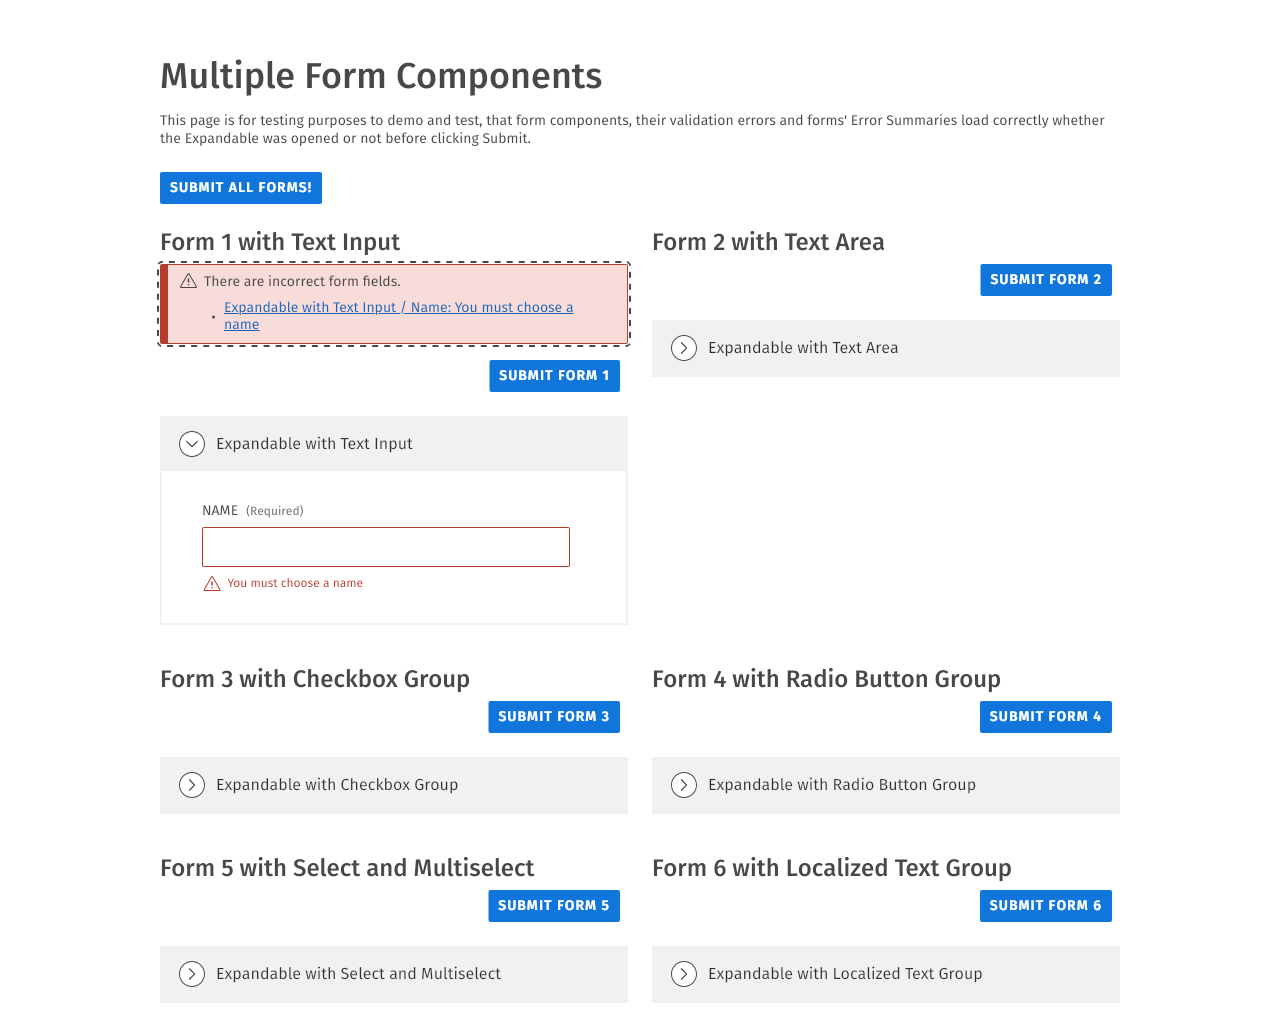 Multiple Form Components
This page is for testing purposes to demo and test, that form components, their validation errors and forms' Error Summaries load correctly whether
the Expandable was opened or not before clicking Submit.
SUBMIT ALL FORMS!
Form 1 with Text Input
There are incorrect form fields.
• Expandable with Text Input / Name: You must choose a
name
SUBMIT FORM 1
Expandable with Text Input
NAME (Required)
You must choose a name
Form 2 with Text Area
SUBMIT FORM 2
Expandable with Text Area
Form 3 with Checkbox Group
SUBMIT FORM 3
Expandable with Checkbox Group
Form 4 with Radio Button Group
SUBMIT FORM 4
Expandable with Radio Button Group
Form 5 with Select and Multiselect
SUBMIT FORM 5
Expandable with Select and Multiselect
Form 6 with Localized Text Group
SUBMIT FORM 6
Expandable with Localized Text Group